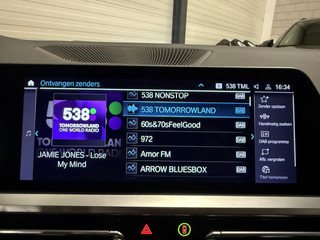 Ontvangen zenders
538 TML
16:34
538 NONSTOP DAB
538 TOMORROWLAND DAB
60s&70sFeelGood DAB
972 DAB
Amor FM DAB
ARROW BLUESBOX DAB
538
TOMORROWLAND
ONE WORLD RADIO
JAMIE JONES - Lose
My Mind
Zender opslaan
Handmatig zoeken
DAB programma
Afb. vergroten
Titel herkennen